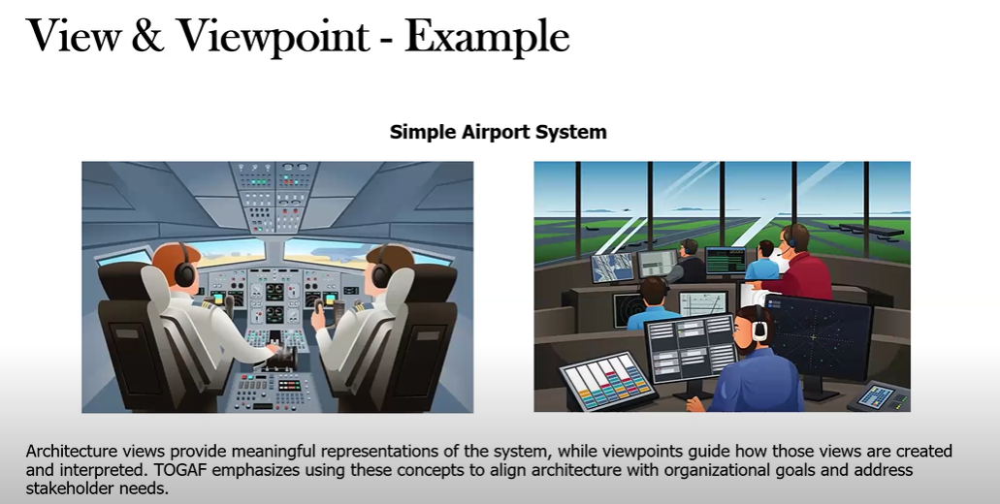 View & Viewpoint - Example
Simple Airport System
Architecture views provide meaningful representations of the system, while viewpoints guide how those views are created
and interpreted. TOGAF emphasizes using these concepts to align architecture with organizational goals and address
stakeholder needs.